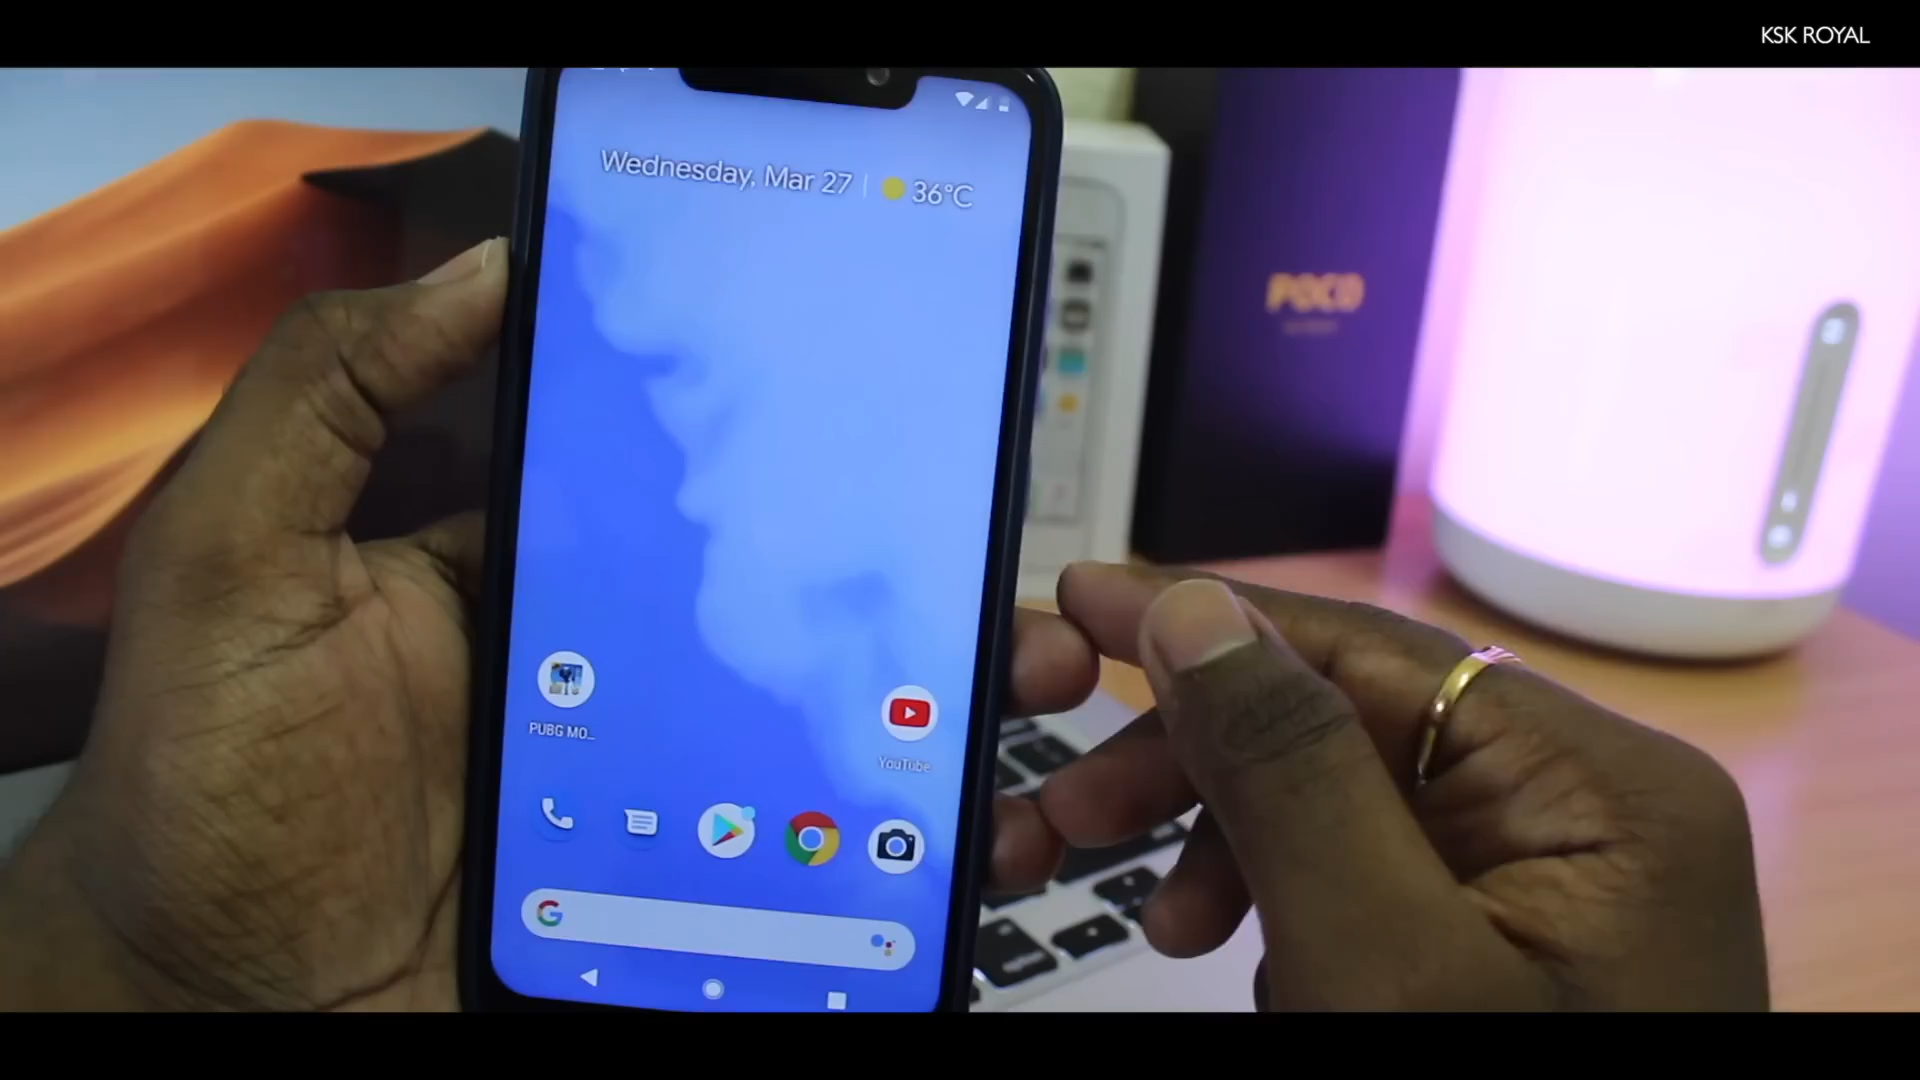 KSK ROYAL
Wednesday, Mar 27 | 36°C
POCO
PUBG MO...
YouTube